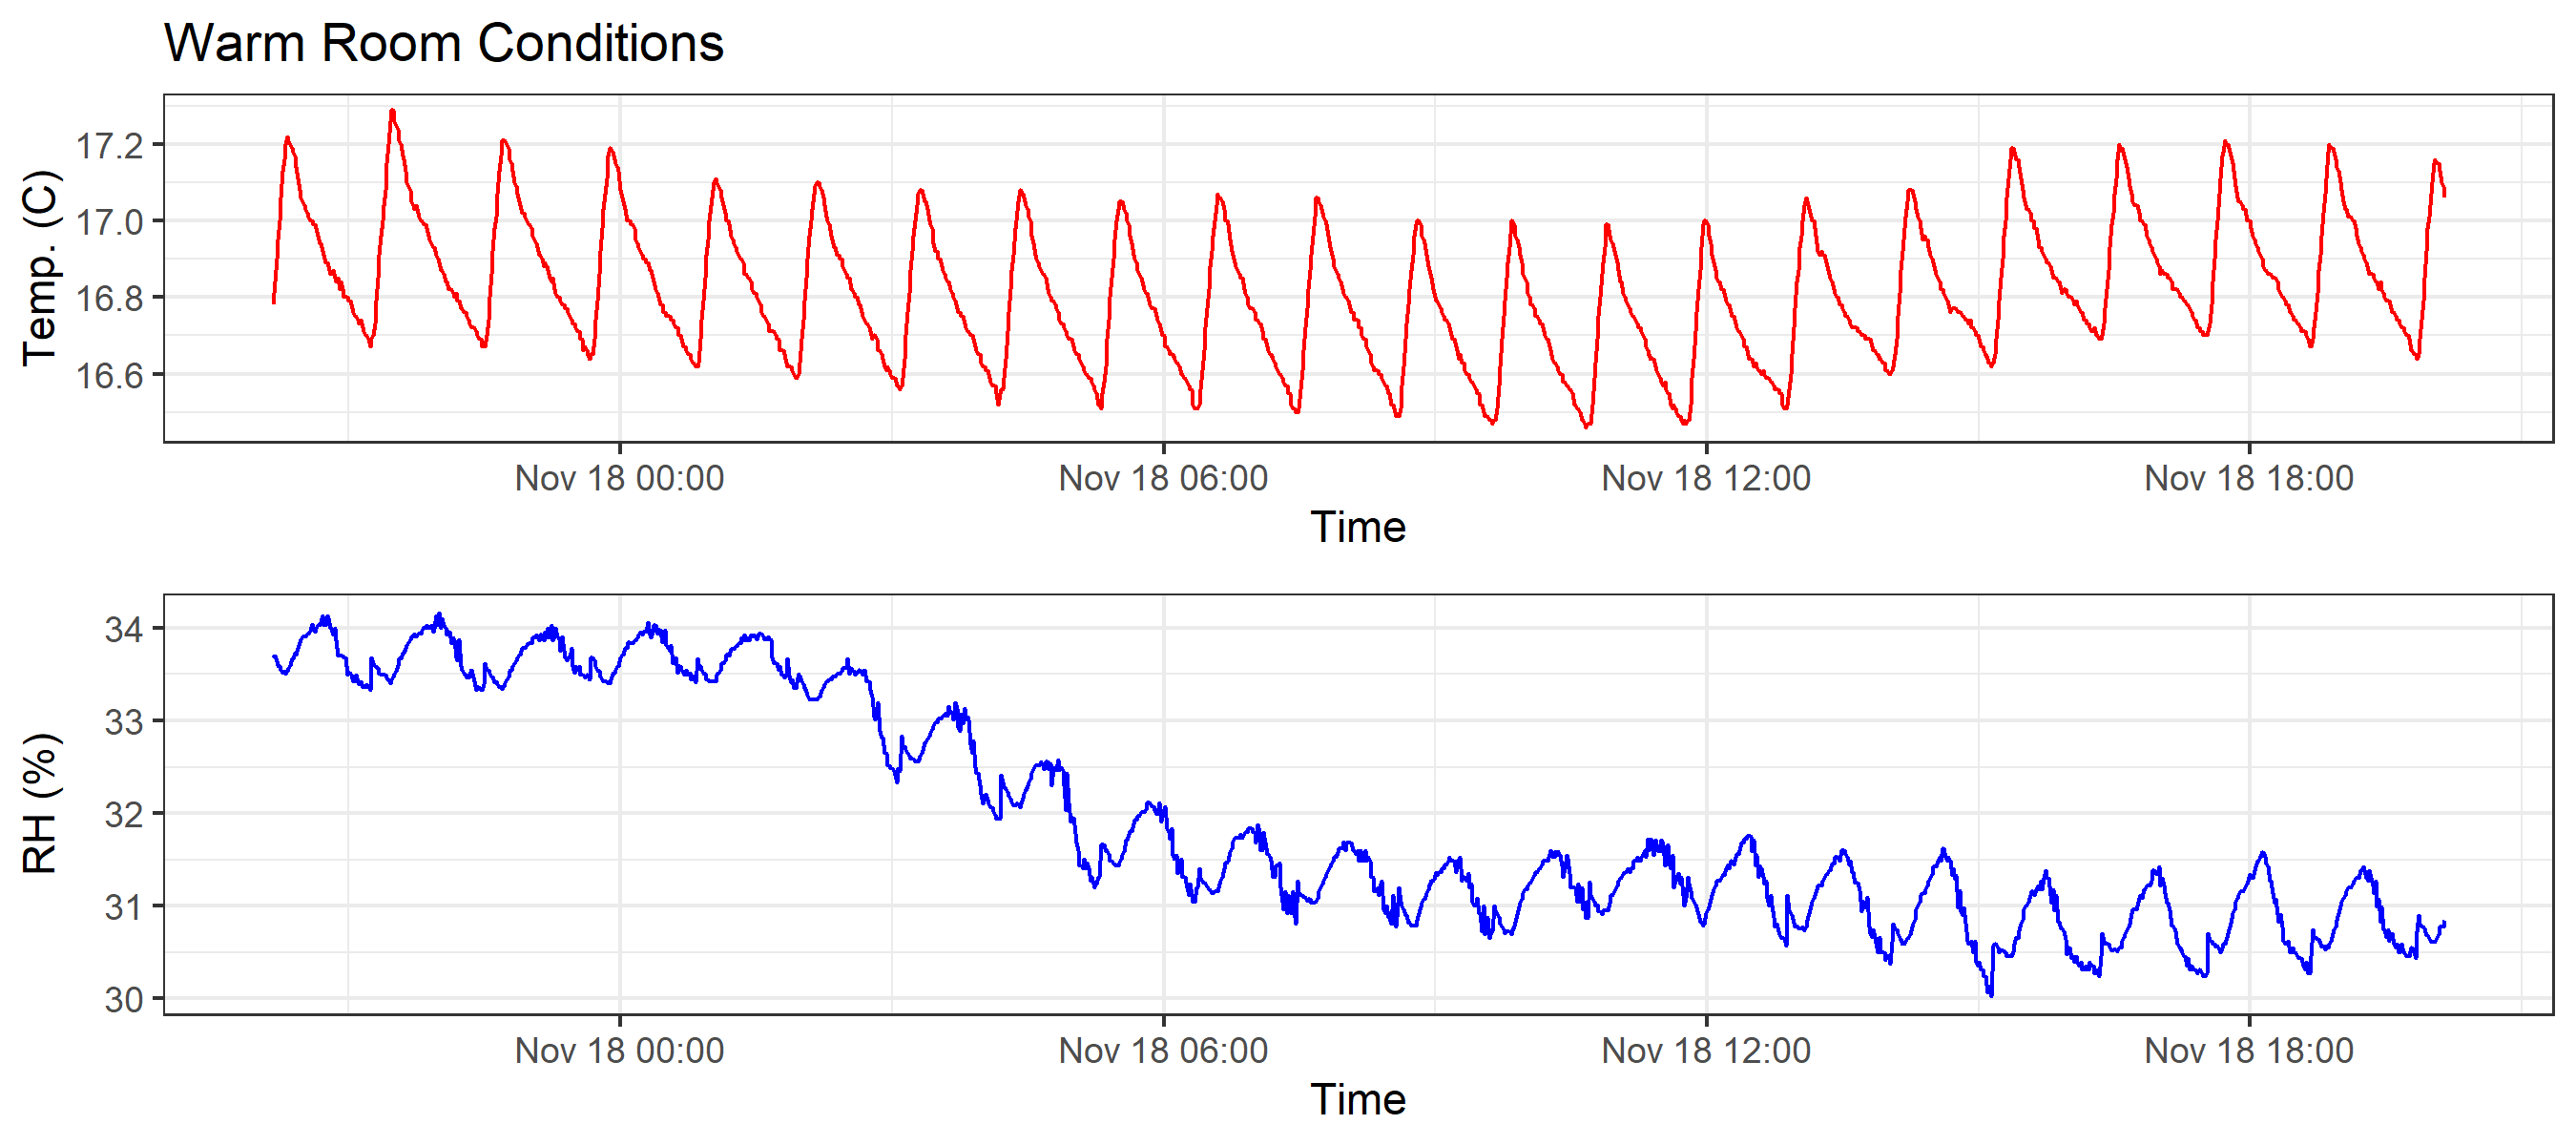 Warm Room Conditions
Temp. (C)
17.2
17.0
16.8
16.6
Nov 18 00:00 Nov 18 06:00 Nov 18 12:00 Nov 18 18:00
Time
RH (%)
34
33
32
31
30
Nov 18 00:00 Nov 18 06:00 Nov 18 12:00 Nov 18 18:00
Time